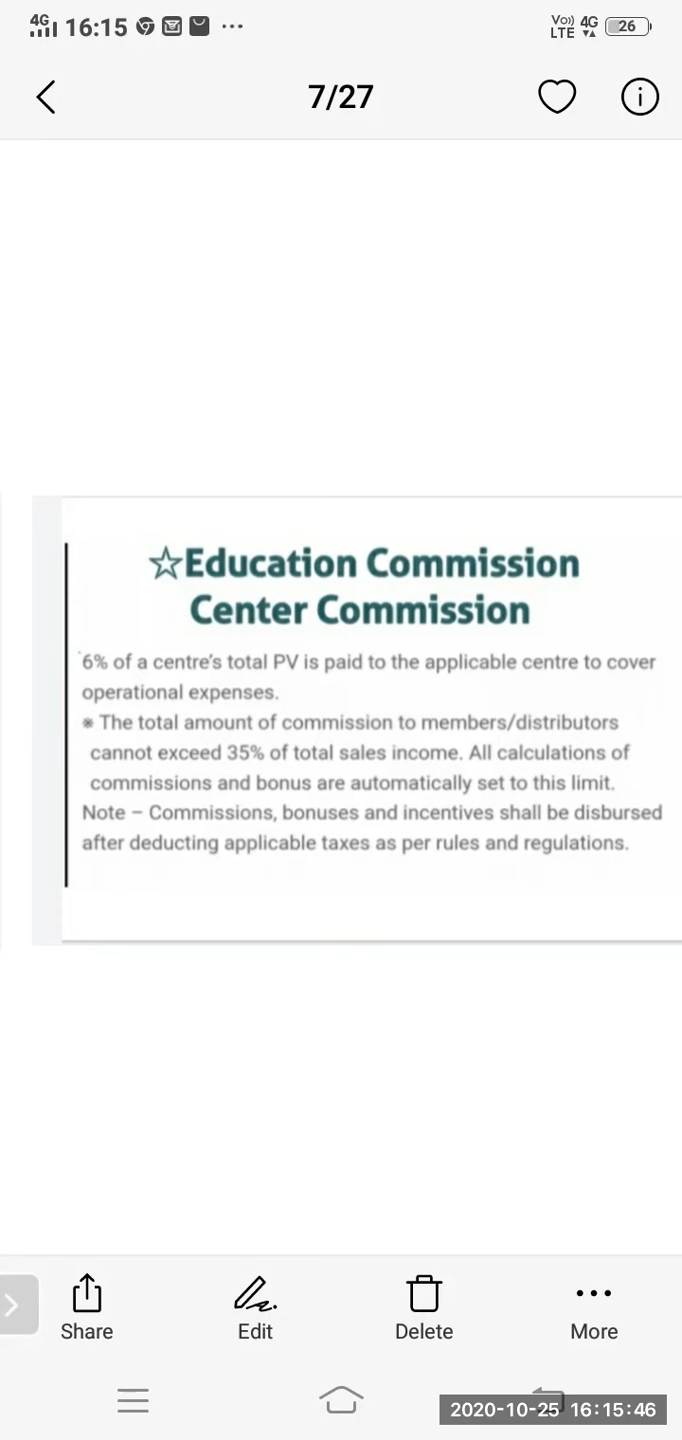 4G 16:15 ... Voo) LTE 4G 26
7/27
☆Education Commission
Center Commission
6% of a centre's total PV is paid to the applicable centre to cover
operational expenses.
※ The total amount of commission to members/distributors
cannot exceed 35% of total sales income. All calculations of
commissions and bonus are automatically set to this limit.
Note – Commissions, bonuses and incentives shall be disbursed
after deducting applicable taxes as per rules and regulations.
Share Edit Delete More
2020-10-25 16:15:46